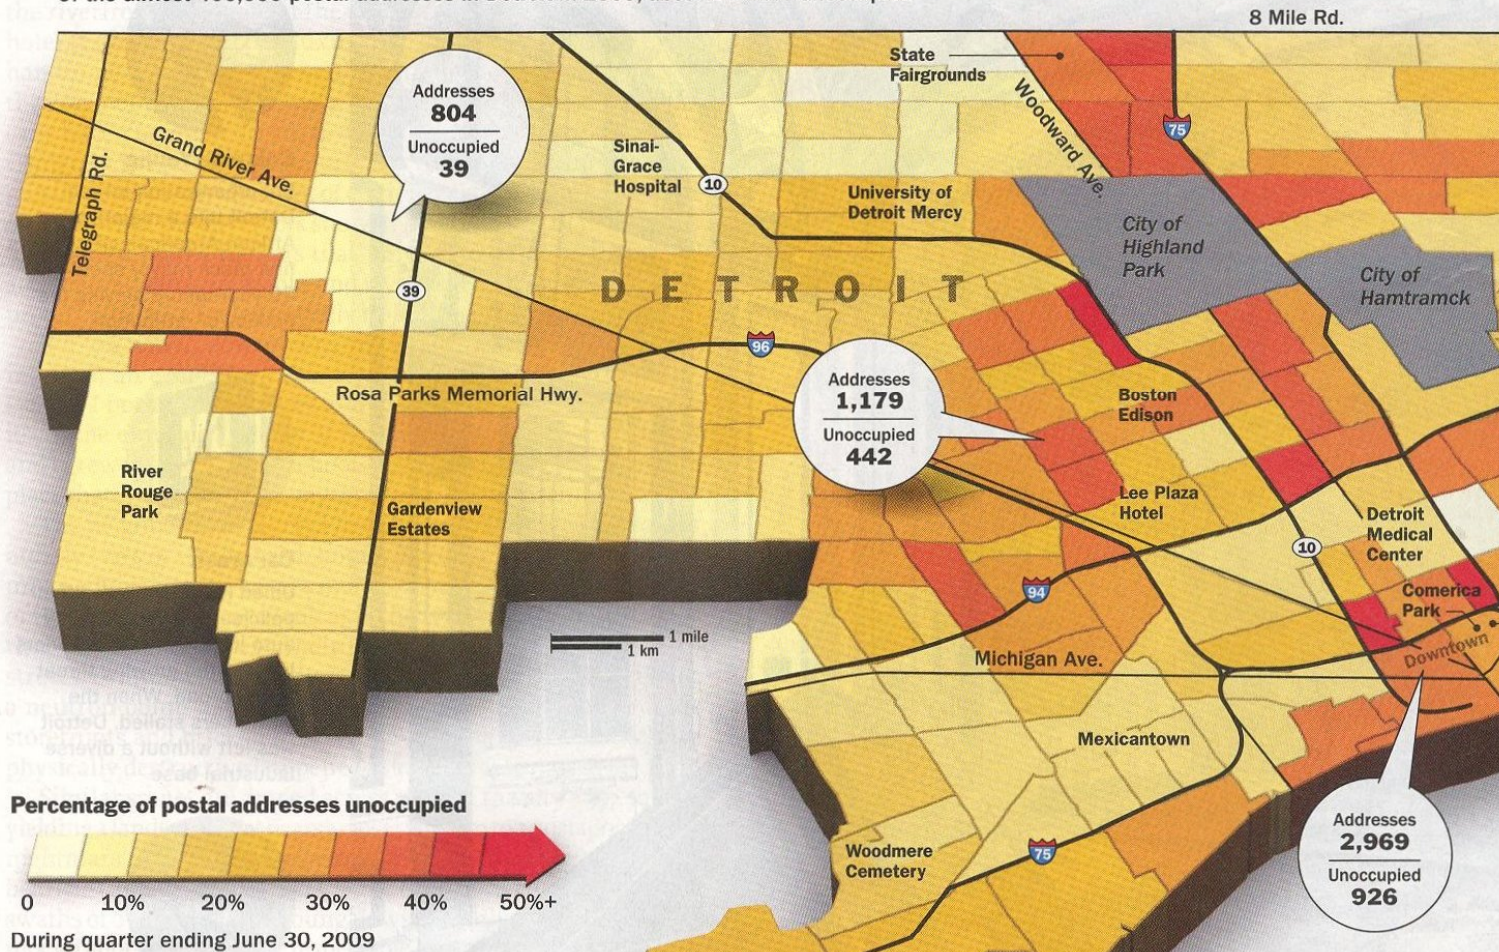 8 Mile Rd.
State
Fairgrounds
Woodward Ave.
75
Addresses
804
Unoccupied
39
Grand River Ave.
Telegraph Rd.
Sinai-
Grace
Hospital
10
University of
Detroit Mercy
City of
Highland
Park
City of
Hamtramck
39
DETROIT
96
Rosa Parks Memorial Hwy.
Addresses
1,179
Unoccupied
442
Boston
Edison
River
Rouge
Park
Gardenview
Estates
Lee Plaza
Hotel
Detroit
Medical
Center
10
94
Comerica
Park
Downtown
1 mile
1 km
Michigan Ave.
Mexicantown
Percentage of postal addresses unoccupied
0 10% 20% 30% 40% 50%+
During quarter ending June 30, 2009
Woodmere
Cemetery
75
Addresses
2,969
Unoccupied
926